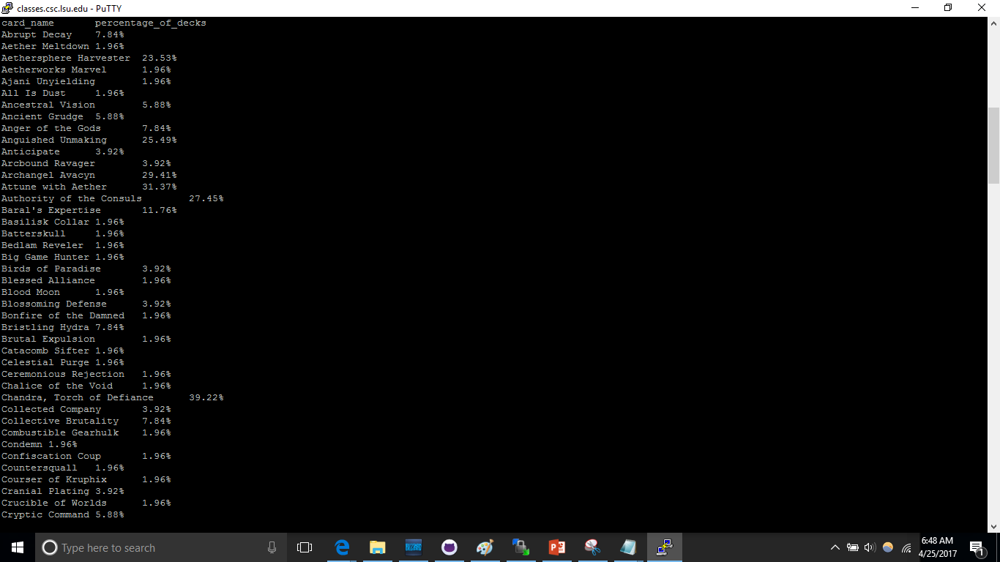 classes.csc.lsu.edu - PuTTY
card_name percentage_of_decks
Abrupt Decay 7.84%
Aether Meltdown 1.96%
Aethersphere Harvester 23.53%
Aetherworks Marvel 1.96%
Ajani Unyielding 1.96%
All Is Dust 1.96%
Ancestral Vision 5.88%
Ancient Grudge 5.88%
Anger of the Gods 7.84%
Anguished Unmaking 25.49%
Anticipate 3.92%
Arcbound Ravager 3.92%
Archangel Avacyn 29.41%
Attune with Aether 31.37%
Authority of the Consuls 27.45%
Baral's Expertise 11.76%
Basilisk Collar 1.96%
Batterskull 1.96%
Bedlam Reveler 1.96%
Big Game Hunter 1.96%
Birds of Paradise 3.92%
Blessed Alliance 1.96%
Blood Moon 1.96%
Blossoming Defense 3.92%
Bonfire of the Damned 1.96%
Bristling Hydra 7.84%
Brutal Expulsion 1.96%
Catacomb Sifter 1.96%
Celestial Purge 1.96%
Ceremonious Rejection 1.96%
Chalice of the Void 1.96%
Chandra, Torch of Defiance 39.22%
Collected Company 3.92%
Collective Brutality 7.84%
Combustible Gearhulk 1.96%
Condemn 1.96%
Confiscation Coup 1.96%
Countersquall 1.96%
Courser of Kruphix 1.96%
Cranial Plating 3.92%
Crucible of Worlds 1.96%
Cryptic Command 5.88%
Type here to search
6:48 AM
4/25/2017
1